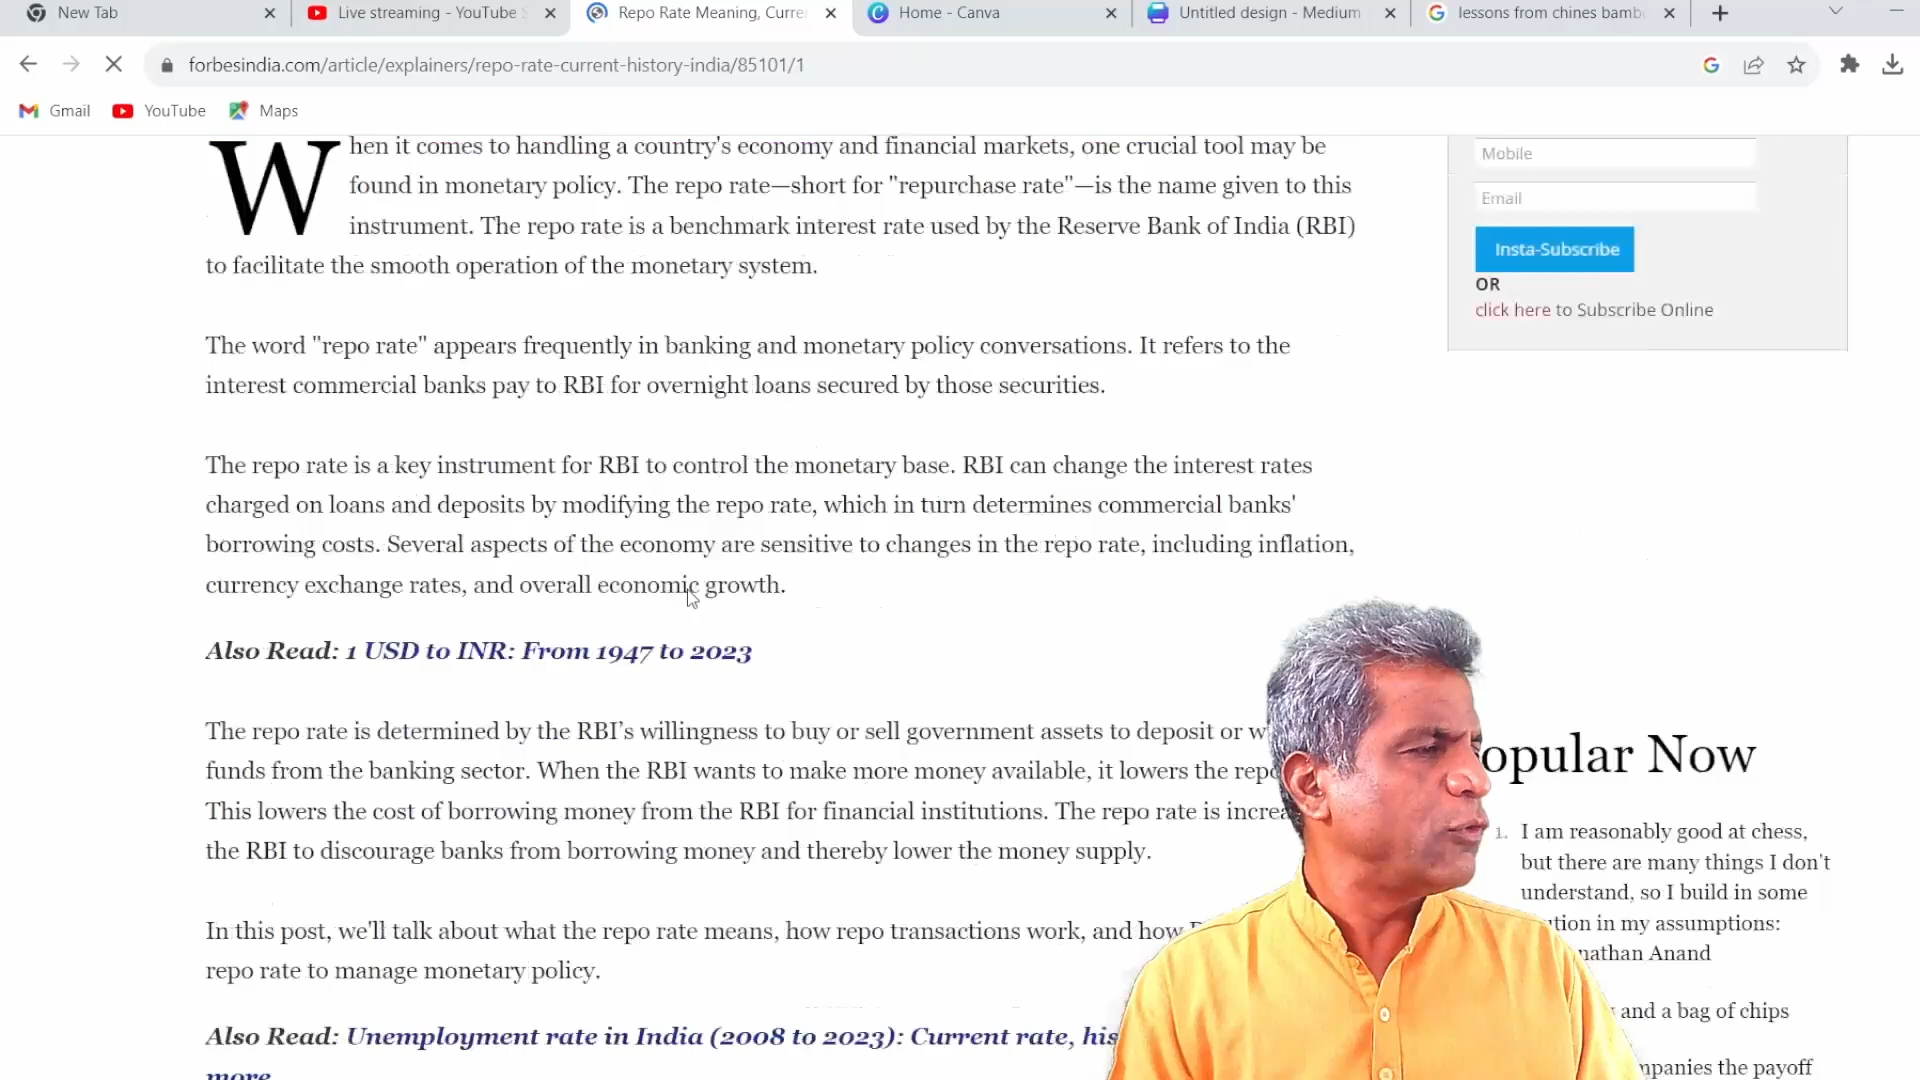 New Tab
Live streaming - YouTube S
Repo Rate Meaning, Curre
Home - Canva
Untitled design - Medium
lessons from chines bamb
forbesindia.com/article/explainers/repo-rate-current-history-india/85101/1
Gmail
YouTube
Maps
When it comes to handling a country's economy and financial markets, one crucial tool may be
found in monetary policy. The repo rate—short for "repurchase rate"—is the name given to this
instrument. The repo rate is a benchmark interest rate used by the Reserve Bank of India (RBI)
to facilitate the smooth operation of the monetary system.
The word "repo rate" appears frequently in banking and monetary policy conversations. It refers to the
interest commercial banks pay to RBI for overnight loans secured by those securities.
The repo rate is a key instrument for RBI to control the monetary base. RBI can change the interest rates
charged on loans and deposits by modifying the repo rate, which in turn determines commercial banks'
borrowing costs. Several aspects of the economy are sensitive to changes in the repo rate, including inflation,
currency exchange rates, and overall economic growth.
Also Read: 1 USD to INR: From 1947 to 2023
The repo rate is determined by the RBI's willingness to buy or sell government assets to deposit or w
funds from the banking sector. When the RBI wants to make more money available, it lowers the repo
This lowers the cost of borrowing money from the RBI for financial institutions. The repo rate is increa
the RBI to discourage banks from borrowing money and thereby lower the money supply.
In this post, we'll talk about what the repo rate means, how repo transactions work, and how
repo rate to manage monetary policy.
Also Read: Unemployment rate in India (2008 to 2023): Current rate, his
more
Mobile
Email
Insta-Subscribe
OR
click here to Subscribe Online
opular Now
1. I am reasonably good at chess,
but there are many things I don't
understand, so I build in some
ution in my assumptions:
nathan Anand
and a bag of chips
mpanies the payoff